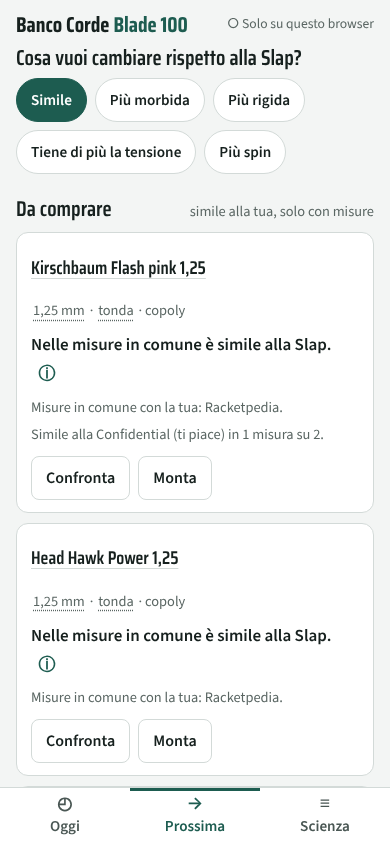 Banco Corde Blade 100
Solo su questo browser
Cosa vuoi cambiare rispetto alla Slap?
Simile
Più morbida
Più rigida
Tiene di più la tensione
Più spin
Da comprare
simile alla tua, solo con misure
Kirschbaum Flash pink 1,25
1,25 mm · tonda · copoly
Nelle misure in comune è simile alla Slap.
Misure in comune con la tua: Racketpedia.
Simile alla Confidential (ti piace) in 1 misura su 2.
Confronta
Monta
Head Hawk Power 1,25
1,25 mm · tonda · copoly
Nelle misure in comune è simile alla Slap.
Misure in comune con la tua: Racketpedia.
Confronta
Monta
Oggi
Prossima
Scienza